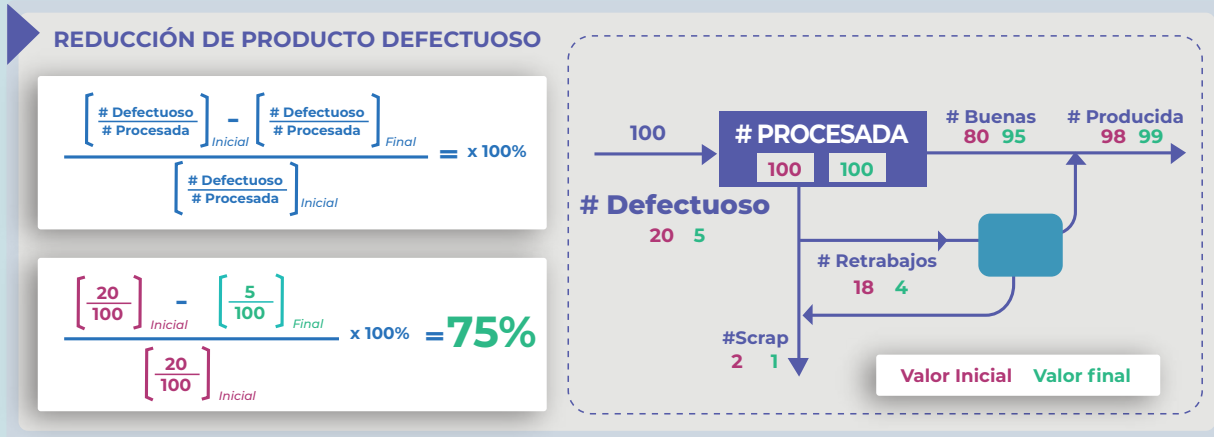 REDUCCIÓN DE PRODUCTO DEFECTUOSO
# Defectuoso
# Procesada
Inicial
-
# Defectuoso
# Procesada
Final
# Defectuoso
# Procesada
Inicial
= x 100%
20
100
Inicial
-
5
100
Final
20
100
Inicial
x 100% = 75%
100
# PROCESADA
100 100
# Buenas
80 95
# Producida
98 99
# Defectuoso
20 5
# Retrabajos
18 4
#Scrap
2 1
Valor Inicial Valor final